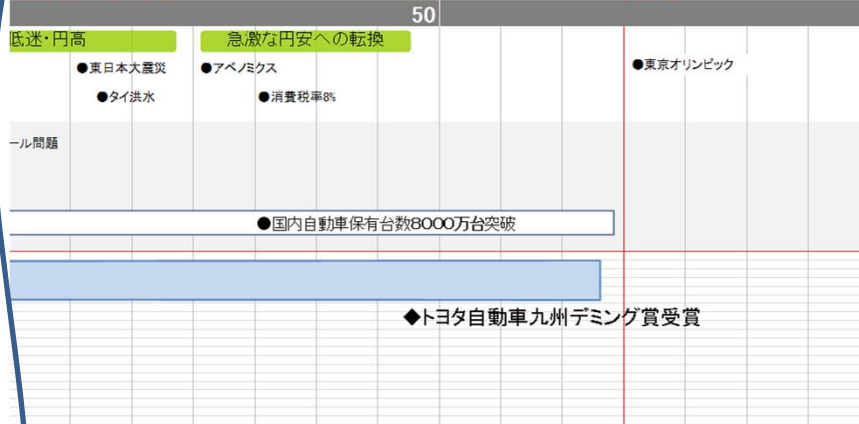 50
低迷・円高
急激な円安への転換
●東日本大震災
●アベノミクス
●東京オリンピック
●タイ洪水
●消費税率8%
ール問題
●国内自動車保有台数8000万台突破
◆トヨタ自動車九州デミング賞受賞